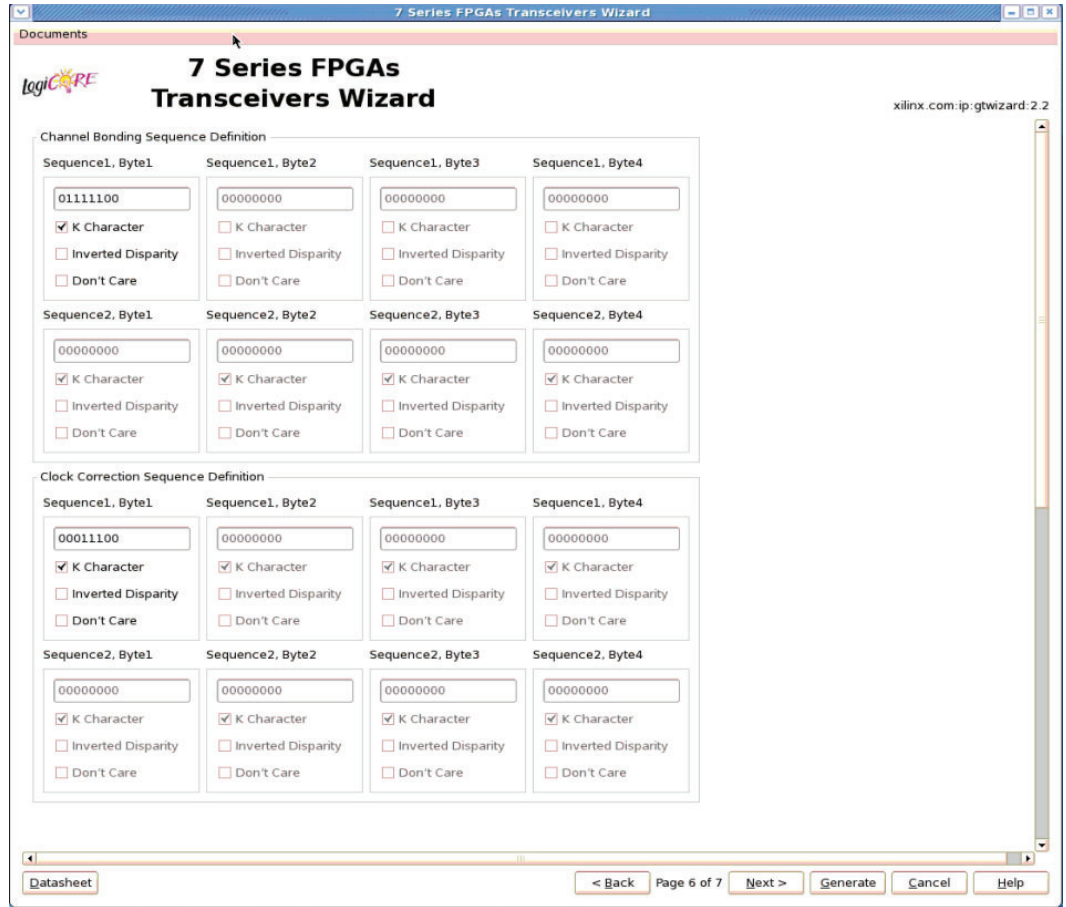 7 Series FPGAs Transceivers Wizard
Documents
LogiCORE
7 Series FPGAs
Transceivers Wizard
xilinx.com:ip:gtwizard:2.2
Channel Bonding Sequence Definition
Sequence1, Byte1 Sequence1, Byte2 Sequence1, Byte3 Sequence1, Byte4
01111100 00000000 00000000 00000000
K Character K Character K Character K Character
Inverted Disparity Inverted Disparity Inverted Disparity Inverted Disparity
Don't Care Don't Care Don't Care Don't Care
Sequence2, Byte1 Sequence2, Byte2 Sequence2, Byte3 Sequence2, Byte4
00000000 00000000 00000000 00000000
K Character K Character K Character K Character
Inverted Disparity Inverted Disparity Inverted Disparity Inverted Disparity
Don't Care Don't Care Don't Care Don't Care
Clock Correction Sequence Definition
Sequence1, Byte1 Sequence1, Byte2 Sequence1, Byte3 Sequence1, Byte4
00011100 00000000 00000000 00000000
K Character K Character K Character K Character
Inverted Disparity Inverted Disparity Inverted Disparity Inverted Disparity
Don't Care Don't Care Don't Care Don't Care
Sequence2, Byte1 Sequence2, Byte2 Sequence2, Byte3 Sequence2, Byte4
00000000 00000000 00000000 00000000
K Character K Character K Character K Character
Inverted Disparity Inverted Disparity Inverted Disparity Inverted Disparity
Don't Care Don't Care Don't Care Don't Care
Datasheet < Back Page 6 of 7 Next > Generate Cancel Help